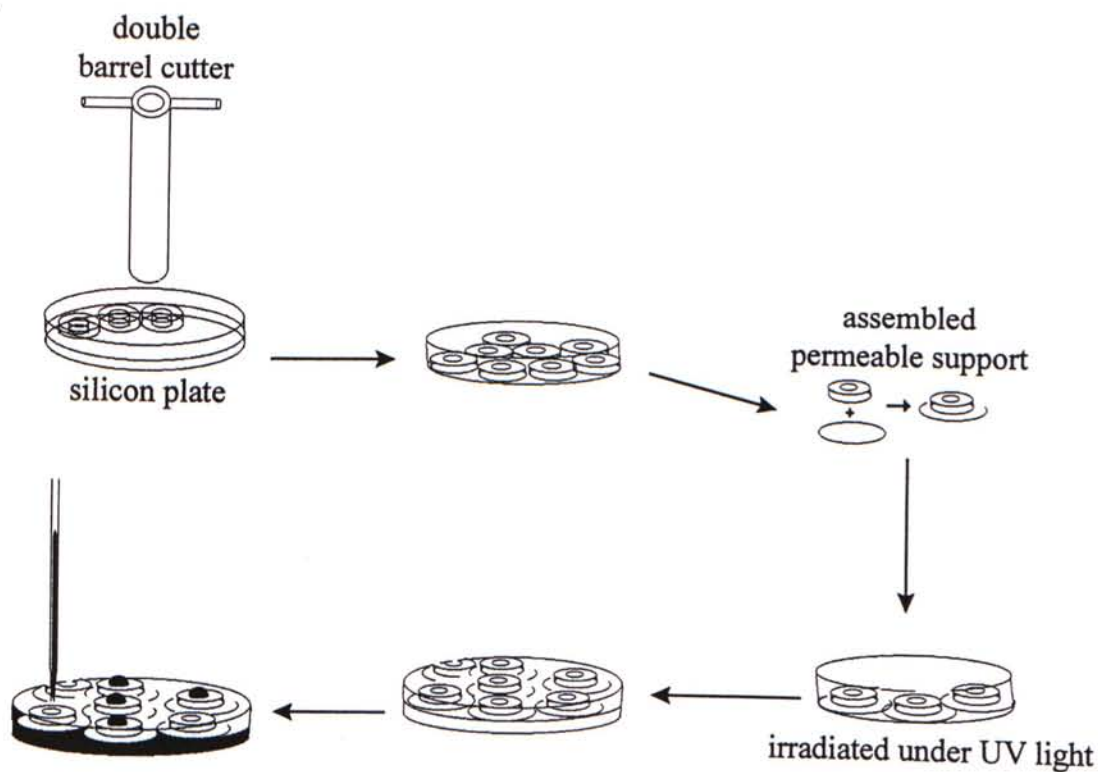 double
barrel cutter
silicon plate
assembled
permeable support
+
irradiated under UV light